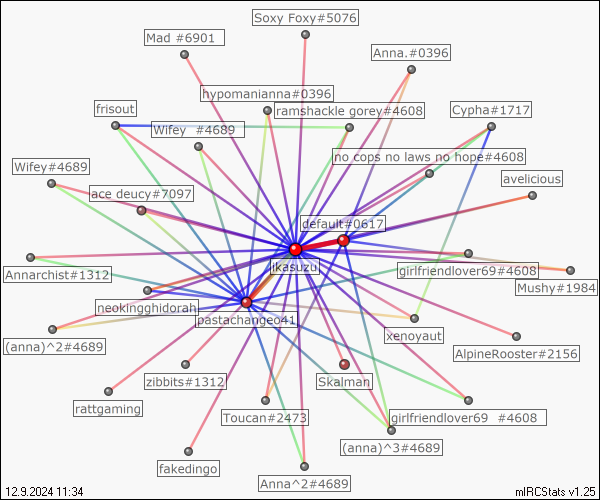 Soxy Foxy#5076
Mad #6901
Anna.#0396
hypomanianna#0396
frisout
ramshackle gorey#4608
Cypha#1717
Wifey  #4689
no cops no laws no hope#4608
Wifey#4689
avelicious
ace deucy#7097
default#0617
jikasuzu
Annarchist#1312
girlfriendlover69#4608
Mushy#1984
neokingghidorah
pastachange041
xenoyaut
(anna)^2#4689
AlpineRooster#2156
zibbits#1312
Skalman
rattgaming
Toucan#2473
girlfriendlover69  #4608
(anna)^3#4689
fakedingo
Anna^2#4689
12.9.2024 11:34
mIRCStats v1.25